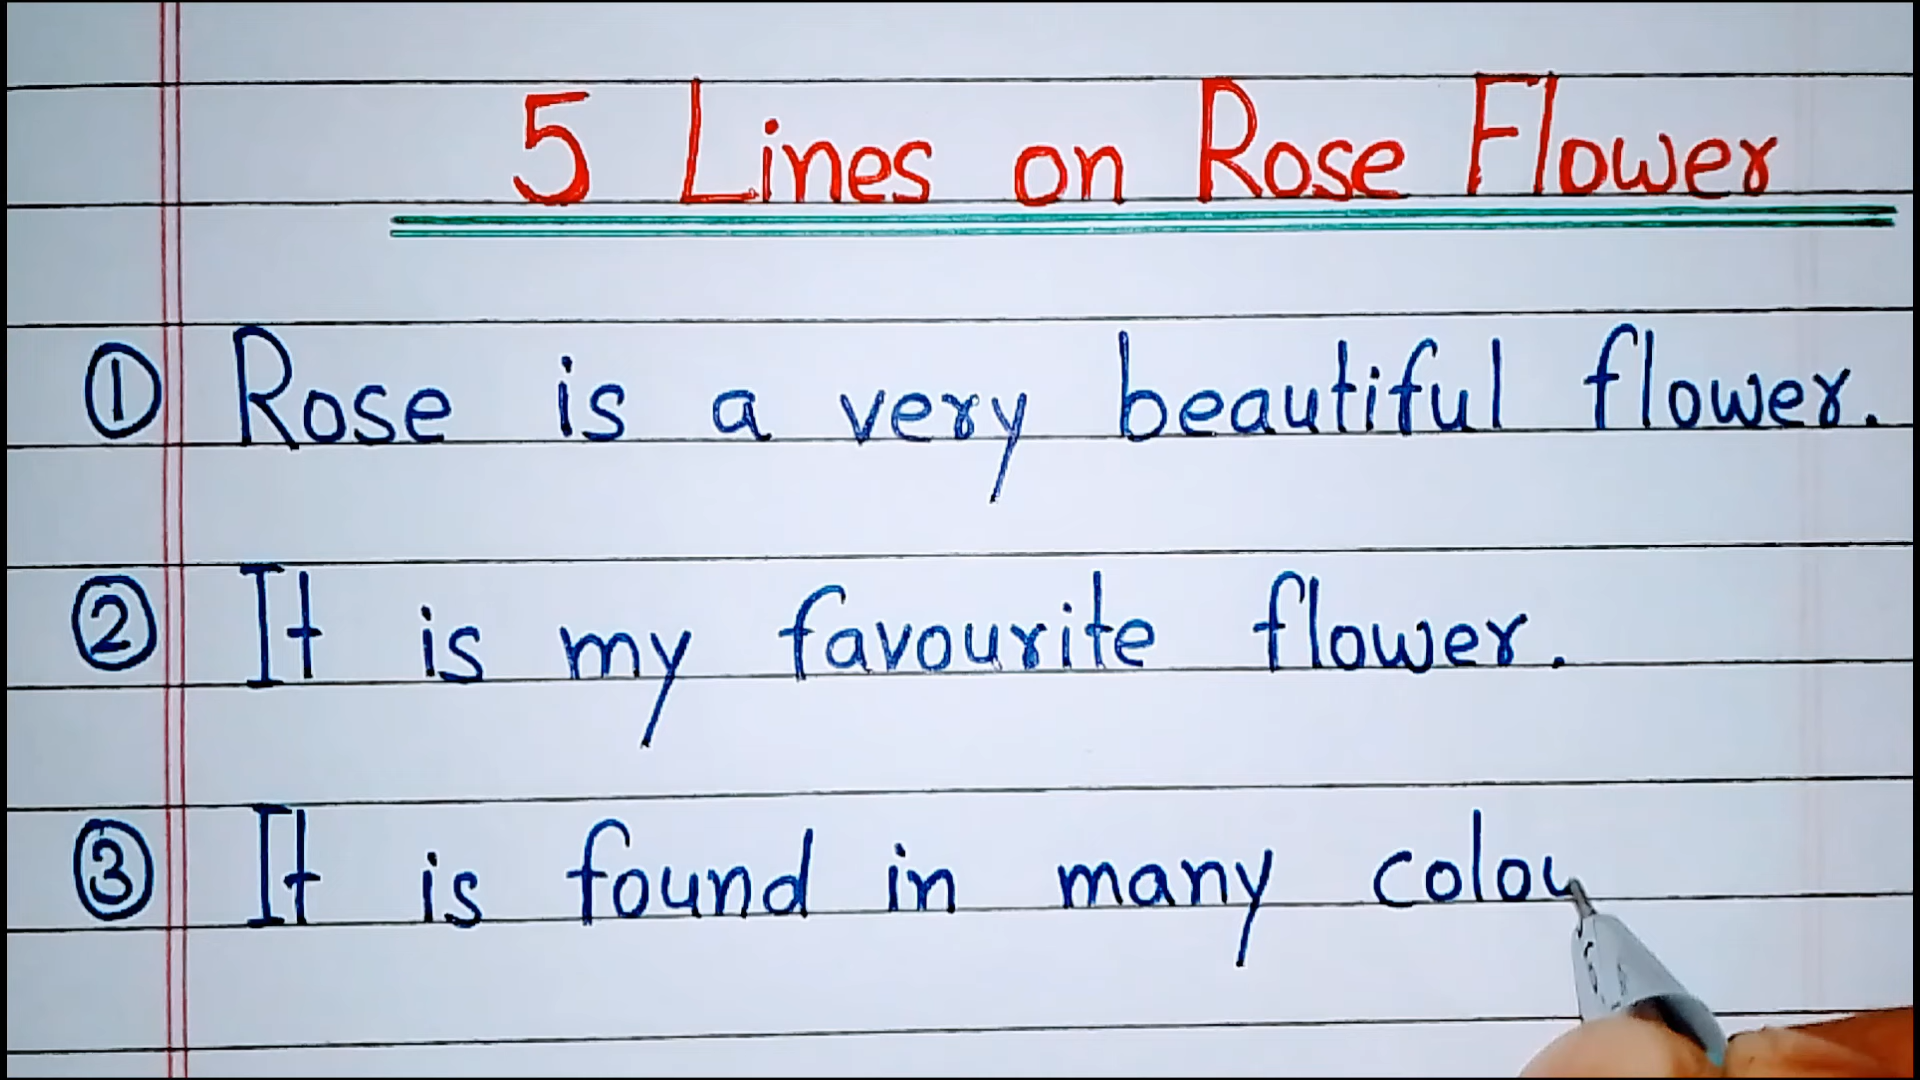 5 Lines on Rose Flower
① Rose is a very beautiful flower.
② It is my favourite flower.
③ It is found in many colou